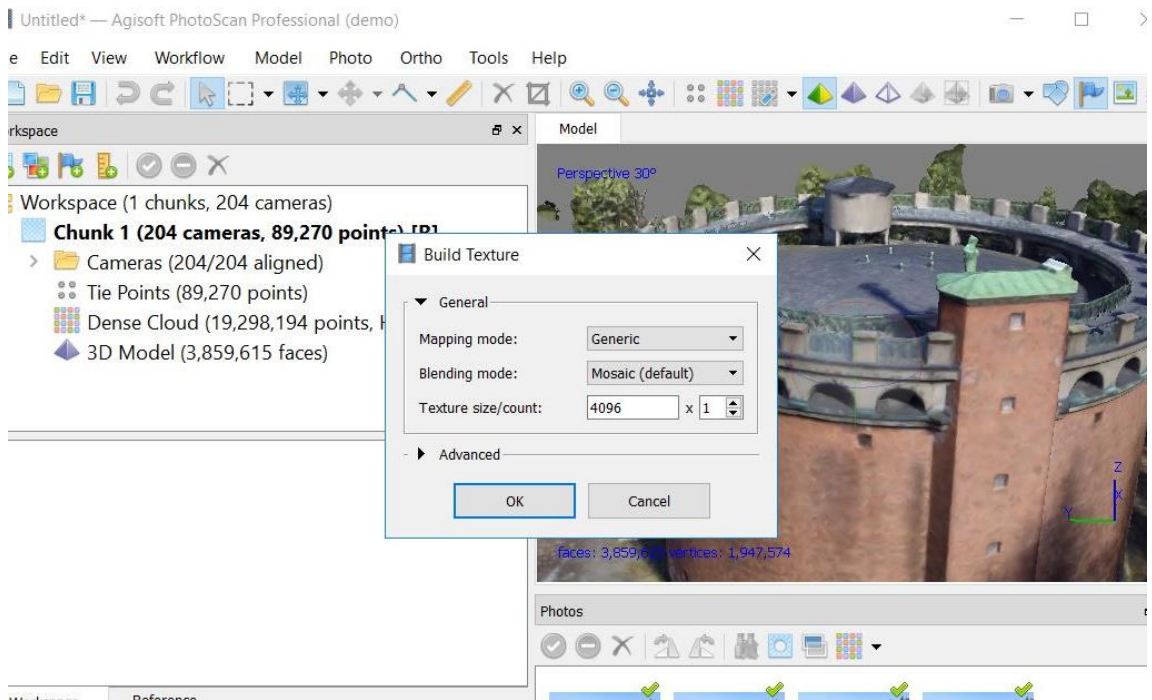 Untitled* — Agisoft PhotoScan Professional (demo)
Edit View Workflow Model Photo Ortho Tools Help
Model
Perspective 30°
Workspace (1 chunks, 204 cameras)
Chunk 1 (204 cameras, 89,270 points) [R]
Cameras (204/204 aligned)
Tie Points (89,270 points)
Dense Cloud (19,298,194 points, H
3D Model (3,859,615 faces)
Build Texture
General
Mapping mode: Generic
Blending mode: Mosaic (default)
Texture size/count: 4096 x 1
Advanced
OK Cancel
Z
X
Y
faces: 3,859,6 vertices: 1,947,574
Photos
Reference